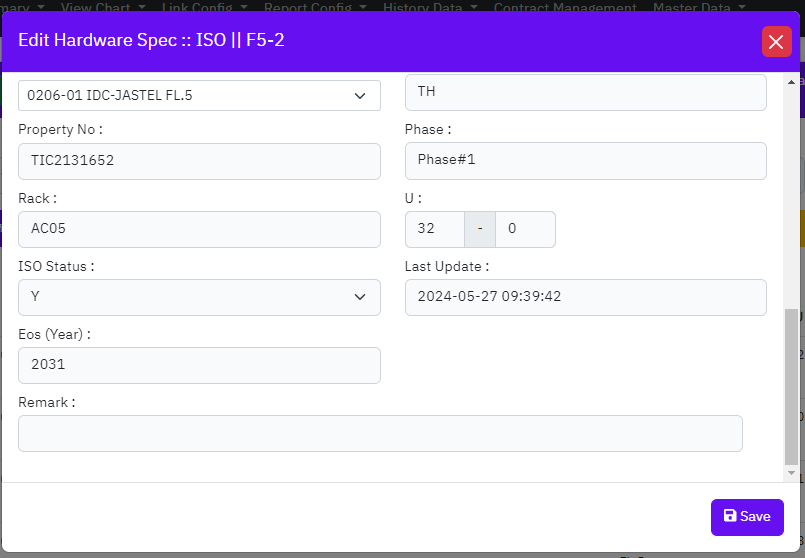 mary View Chart Link Config Report Config History Data Contract Management Master Data
Edit Hardware Spec :: ISO || F5-2
0206-01 IDC-JASTEL FL.5
TH
Property No :
Phase :
TIC2131652
Phase#1
Rack :
U :
AC05
32 - 0
ISO Status :
Last Update :
Y
2024-05-27 09:39:42
Eos (Year) :
2031
Remark :
Save